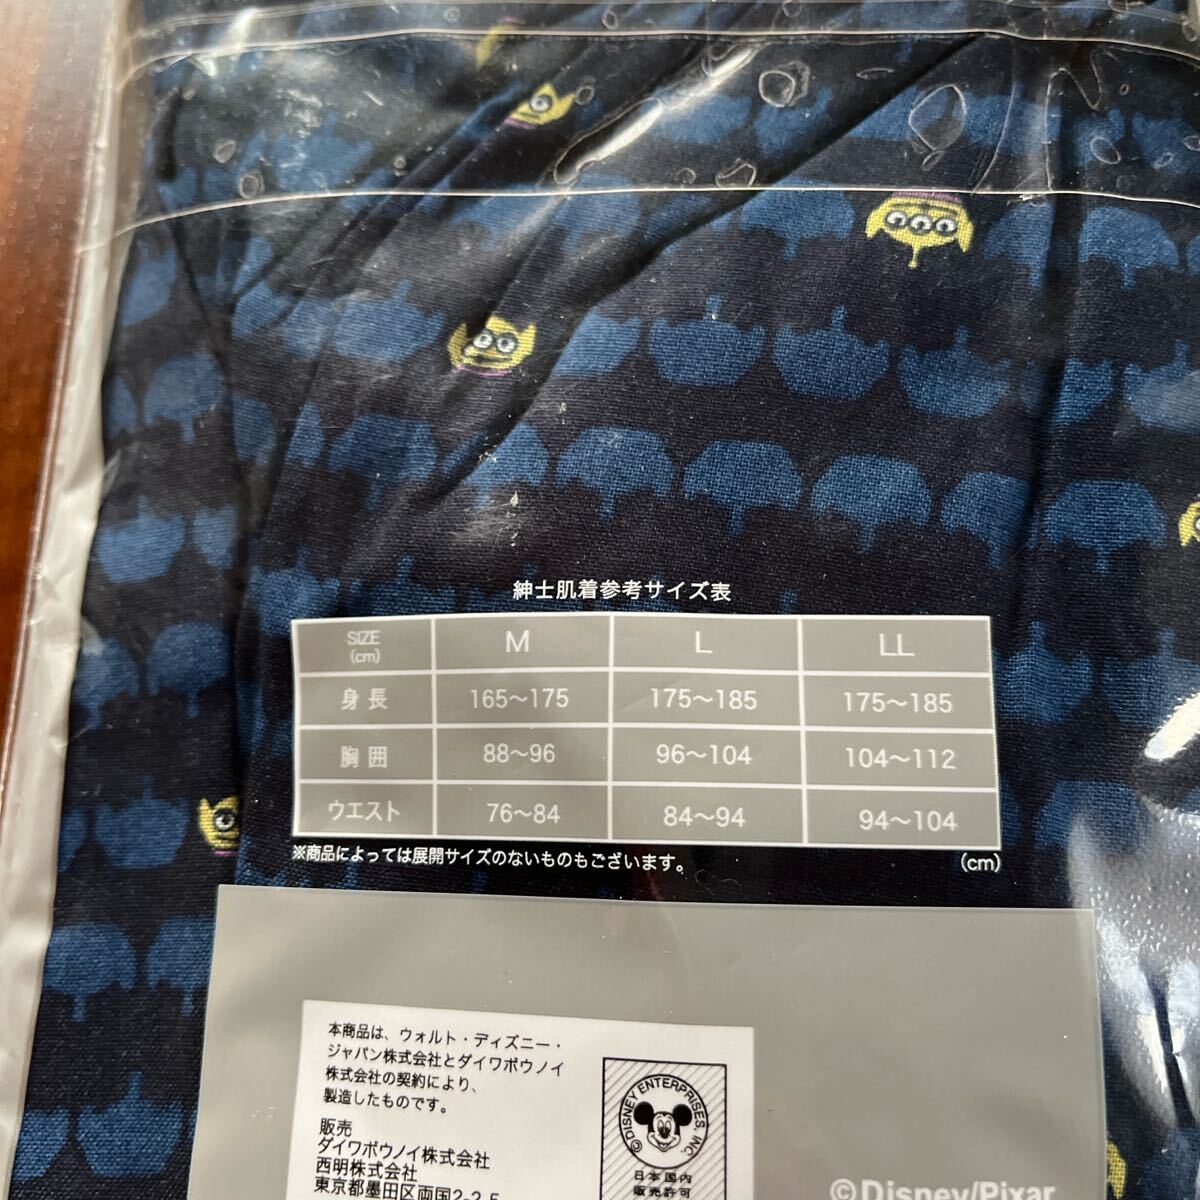 紳士肌着参考サイズ表
SIZE (cm) M L LL
身長 165～175 175～185 175～185
胸囲 88～96 96～104 104～112
ウエスト 76～84 84～94 94～104
※商品によっては展開サイズのないものもございます。 (cm)
本商品は、ウォルト・ディズニー・
ジャパン株式会社とダイワボウノイ
株式会社の契約により、
製造したものです。
販売
ダイワボウノイ株式会社
西明株式会社
東京都墨田区両国2-2-5
©DISNEY ENTERPRISES INC.
日本国内
販売許可
©Disney/Pixar